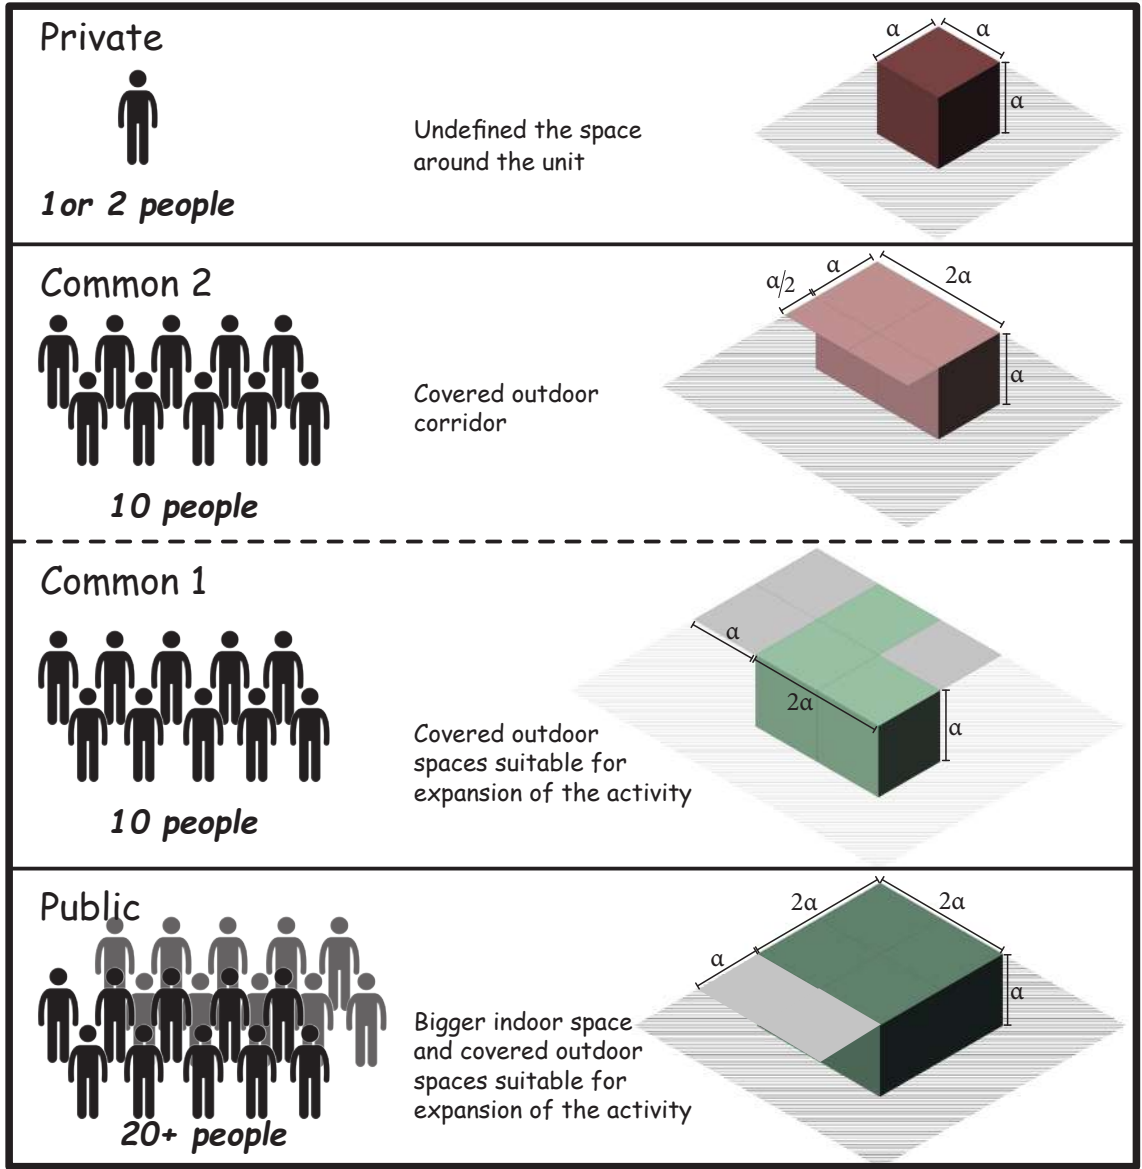 Private
α
α
α
Undefined the space
around the unit
1or 2 people
Common 2
α/2
α
2α
α
Covered outdoor
corridor
10 people
Common 1
α
2α
α
Covered outdoor
spaces suitable for
expansion of the activity
10 people
Public
2α
2α
α
α
Bigger indoor space
and covered outdoor
spaces suitable for
expansion of the activity
20+ people